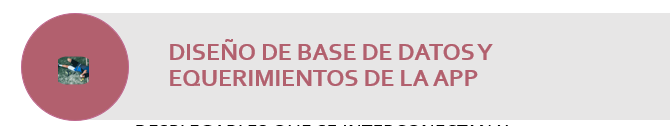 DISEÑO DE BASE DE DATOS Y
EQUERIMIENTOS DE LA APP